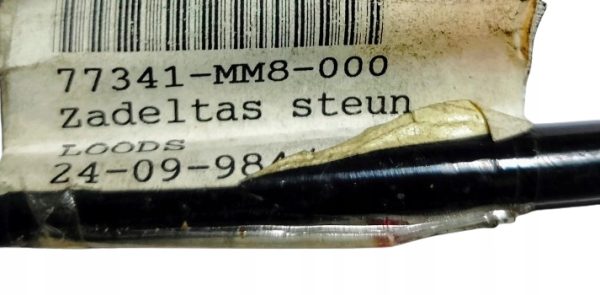 77341-MM8-000
Zadeltas steun
LOODS
24-09-98